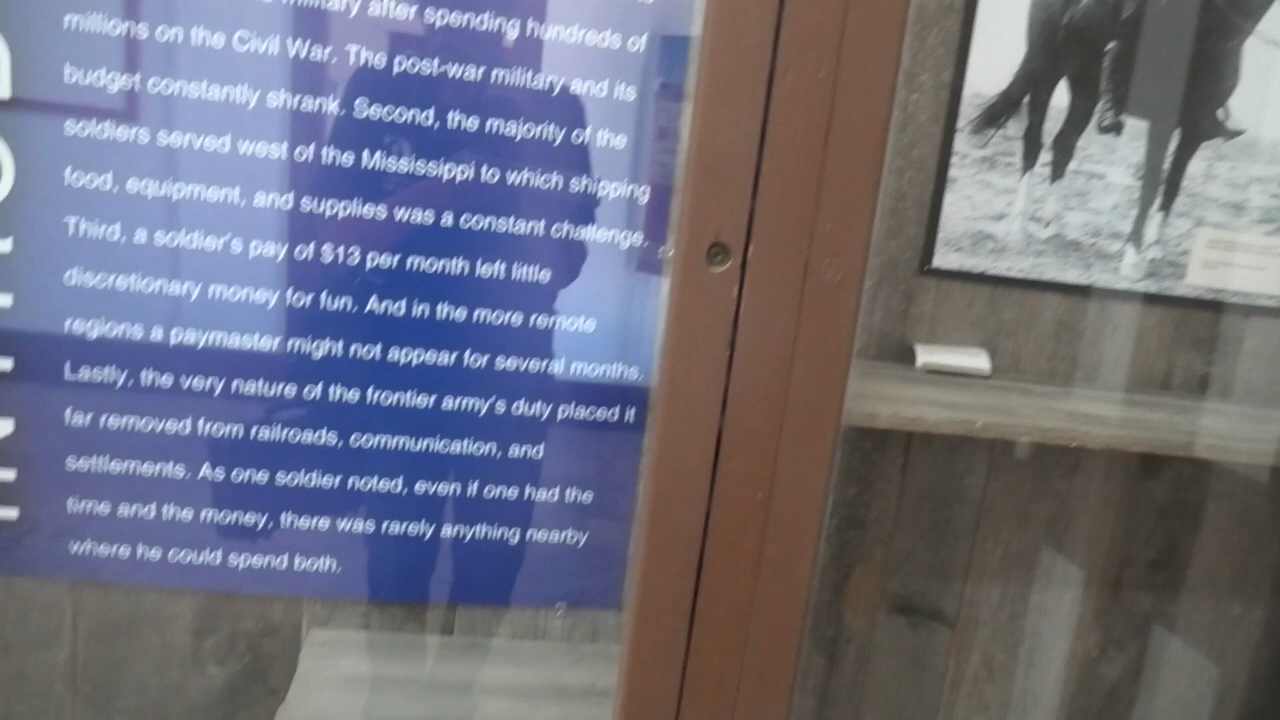 military after spending hundreds of
millions on the Civil War. The post-war military and its
budget constantly shrank. Second, the majority of the
soldiers served west of the Mississippi to which shipping
food, equipment, and supplies was a constant challenge.
Third, a soldier's pay of $13 per month left little
discretionary money for fun. And in the more remote
regions a paymaster might not appear for several months.
Lastly, the very nature of the frontier army's duty placed it
far removed from railroads, communication, and
settlements. As one soldier noted, even if one had the
time and the money, there was rarely anything nearby
where he could spend both.